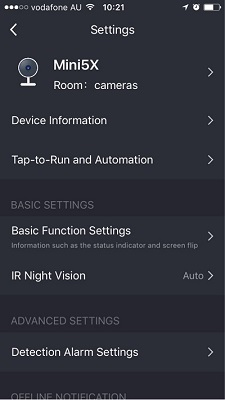 vodafone AU 10:21
Settings
Mini5X
Room: cameras
Device Information
Tap-to-Run and Automation
BASIC SETTINGS
Basic Function Settings
Information such as the status indicator and screen flip
IR Night Vision Auto
ADVANCED SETTINGS
Detection Alarm Settings
OFFLINE NOTIFICATION